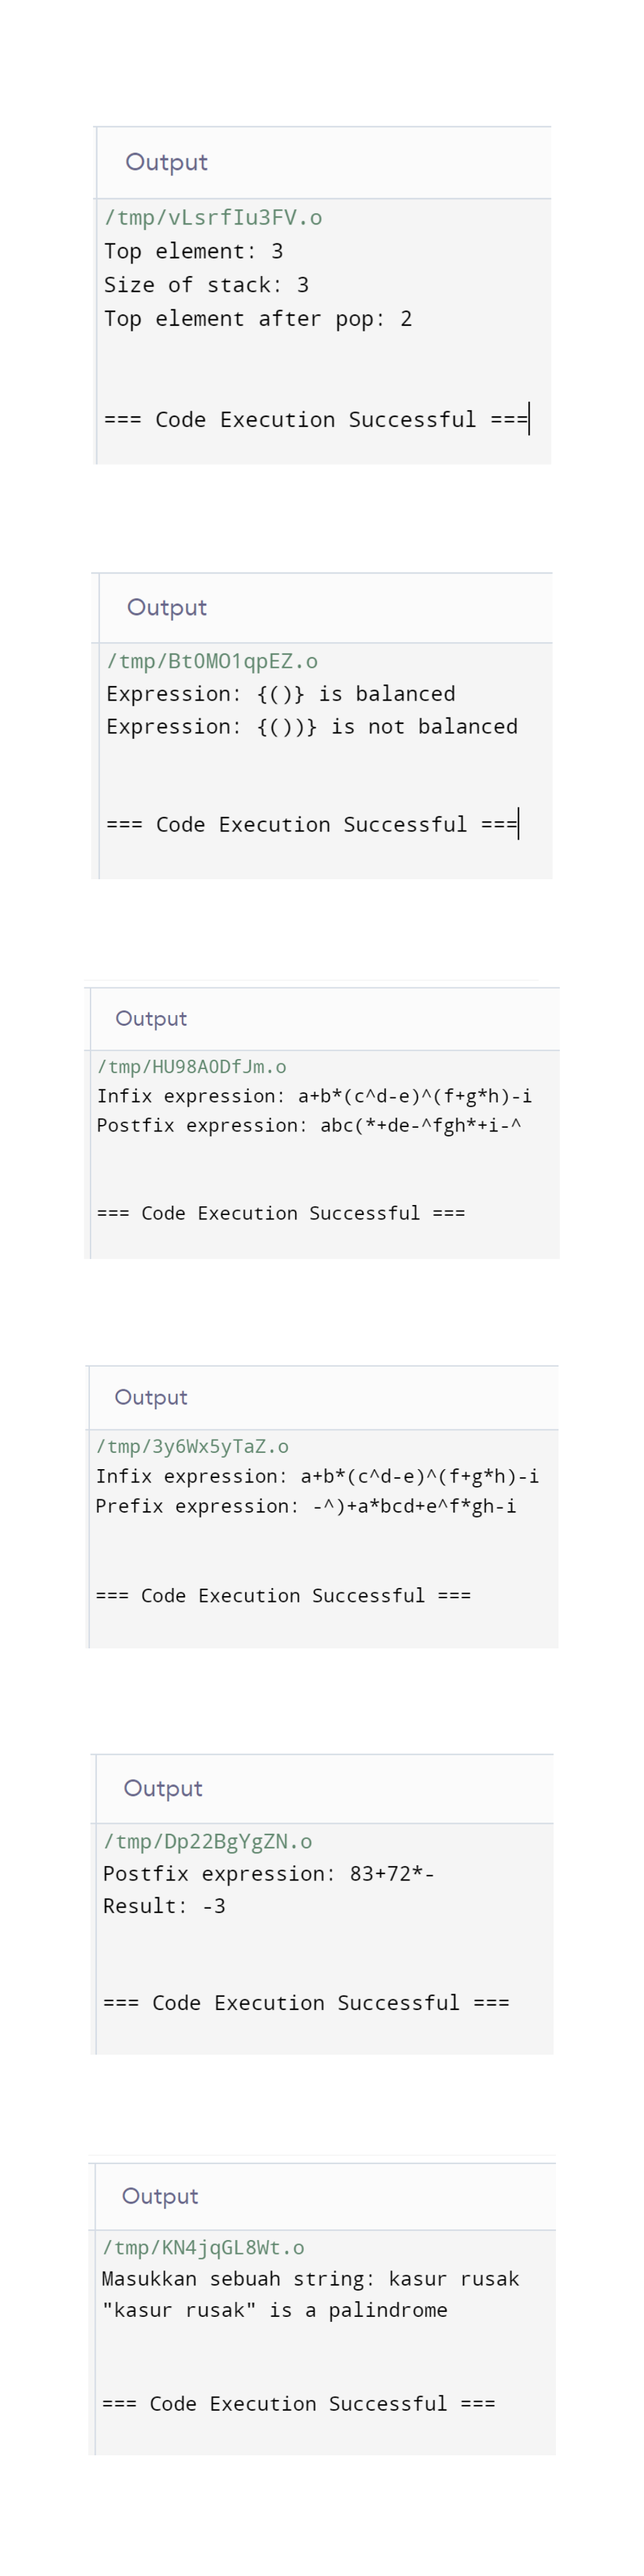 Output
/tmp/vLsrfIu3FV.o
Top element: 3
Size of stack: 3
Top element after pop: 2
=== Code Execution Successful ===
Output
/tmp/Bt0MO1qpEZ.o
Expression: {()} is balanced
Expression: {())} is not balanced
=== Code Execution Successful ===
Output
/tmp/HU98A0DfJm.o
Infix expression: a+b*(c^d-e)^(f+g*h)-i
Postfix expression: abc(*+de-^fgh*+i-^
=== Code Execution Successful ===
Output
/tmp/3y6Wx5yTaZ.o
Infix expression: a+b*(c^d-e)^(f+g*h)-i
Prefix expression: -^)+a*bcd+e^f*gh-i
=== Code Execution Successful ===
Output
/tmp/Dp22BgYgZN.o
Postfix expression: 83+72*-
Result: -3
=== Code Execution Successful ===
Output
/tmp/KN4jqGL8Wt.o
Masukkan sebuah string: kasur rusak
"kasur rusak" is a palindrome
=== Code Execution Successful ===